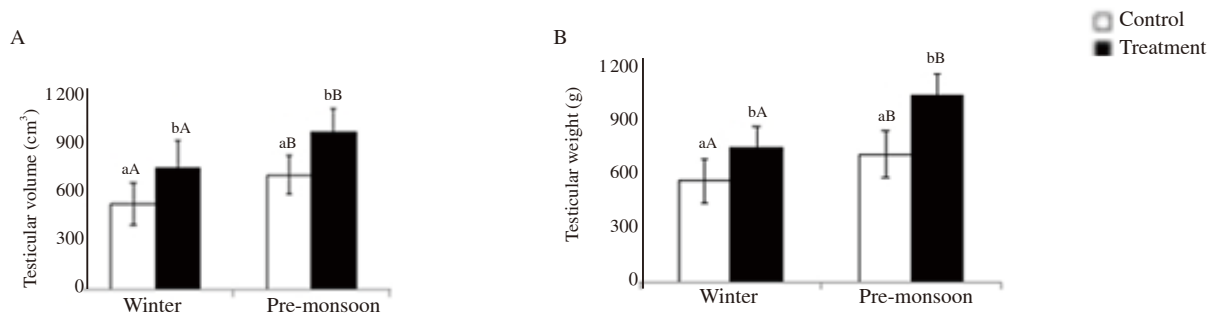 A
Testicular volume (cm³)
1 200
900
600
300
0
aA
bA
aB
bB
Winter
Pre-monsoon
B
Testicular weight (g)
1 200
900
600
300
0
aA
bA
aB
bB
Winter
Pre-monsoon
Control
Treatment